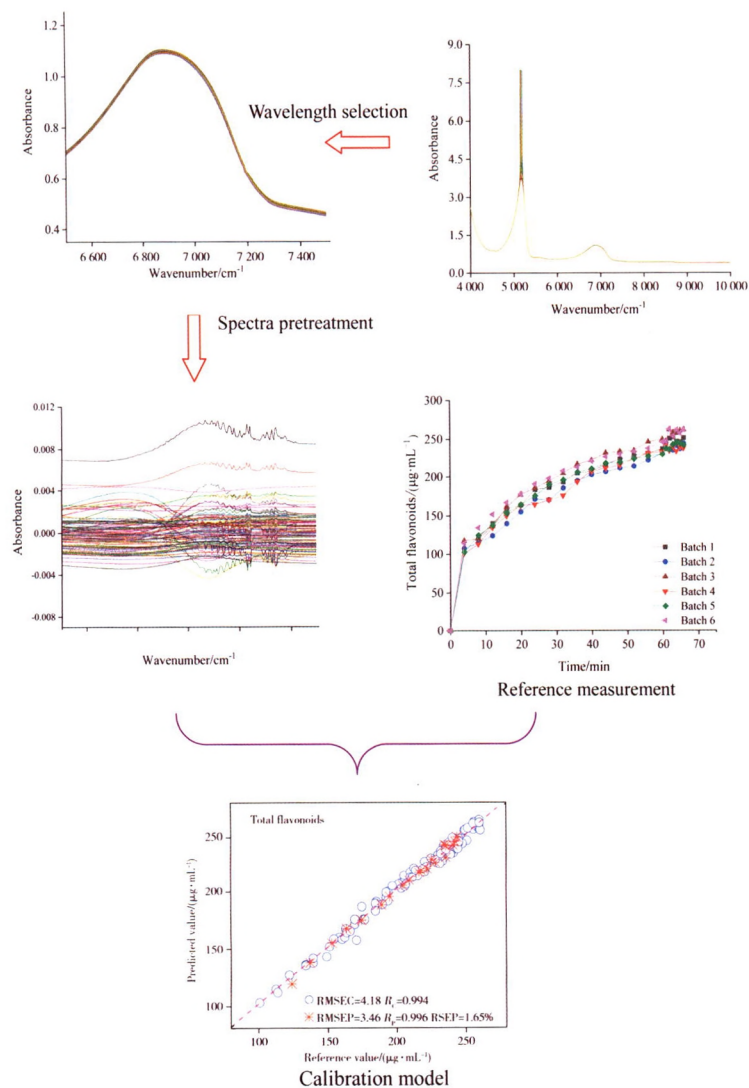 1.2
1.0
0.8
0.6
0.4
Absorbance
6 600
6 800
7 000
7 200
7 400
Wavenumber/cm⁻¹
Wavelength selection
9.0
7.5
6.0
4.5
3.0
1.5
0.0
Absorbance
4 000
5 000
6 000
7 000
8 000
9 000
10 000
Wavenumber/cm⁻¹
Spectra pretreatment
0.012
0.008
0.004
0.000
-0.004
-0.008
Absorbance
Wavenumber/cm⁻¹
300
250
200
150
100
50
0
Total flavonoids/(μg·mL⁻¹)
Batch 1
Batch 2
Batch 3
Batch 4
Batch 5
Batch 6
0
10
20
30
40
50
60
70
Time/min
Reference measurement
Total flavonoids
250
200
150
100
Predicted value/(μg·mL⁻¹)
RMSEC=4.18 Rc=0.994
RMSEP=3.46 Rp=0.996 RSEP=1.65%
100
150
200
250
Reference value/(μg·mL⁻¹)
Calibration model